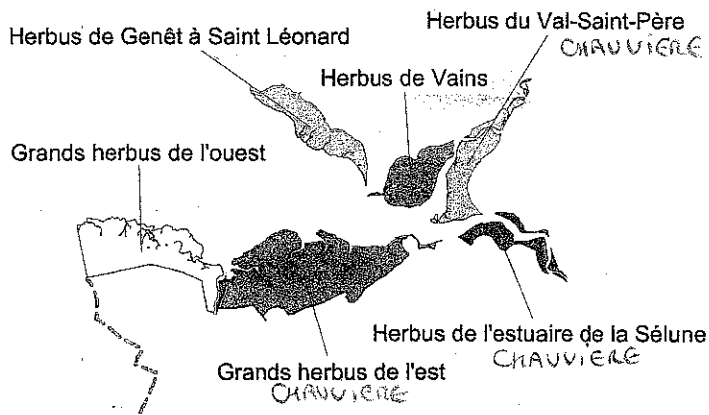 Herbus du Val-Saint-Père
CHAUVIERE
Herbus de Genêt à Saint Léonard
Herbus de Vains
Grands herbus de l'ouest
Herbus de l'estuaire de la Sélune
CHAUVIERE
Grands herbus de l'est
CHAUVIERE